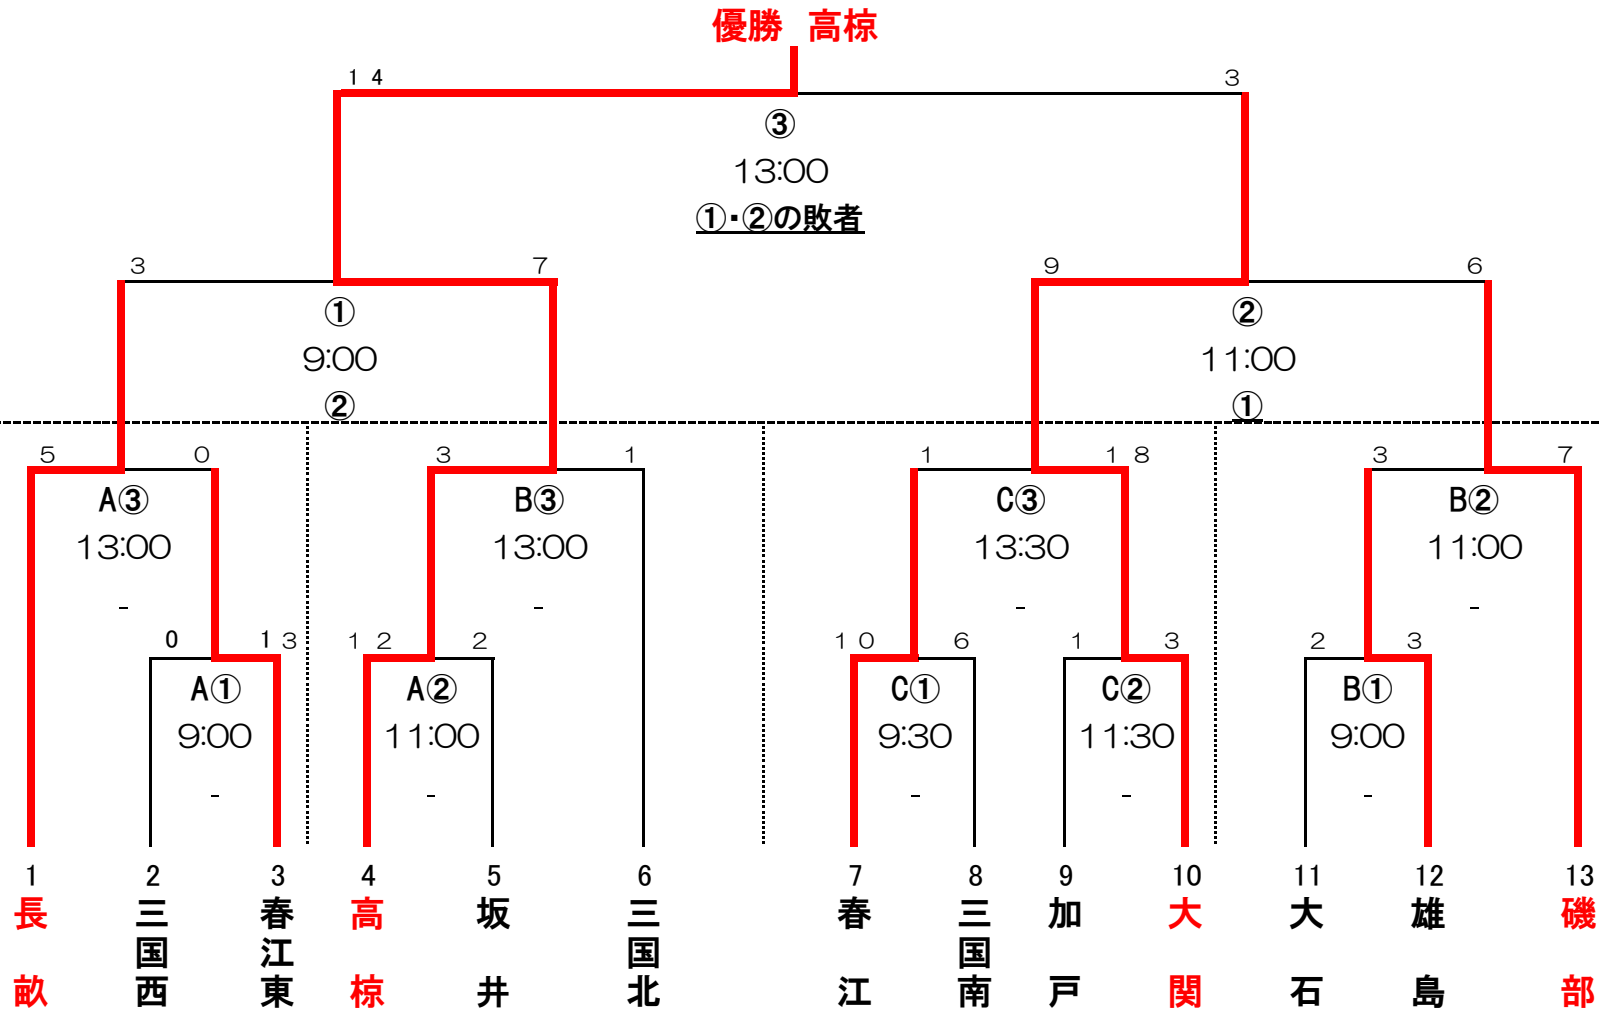 優勝 高椋
14 3
③
13:00
①・②の敗者
3 7 9 6
① ②
9:00 11:00
② ①
5 0 3 1 1 18 3 7
A③ B③ C③ B②
13:00 13:00 13:30 11:00
- - - -
0 13 12 2 10 6 1 3 2 3
A① A② C① C② B①
9:00 11:00 9:30 11:30 9:00
- - - - -
1 2 3 4 5 6 7 8 9 10 11 12 13
長畝 三国西 春江東 高椋 坂井 三国北 春江 三国南 加戸 大関 大石 雄島 磯部